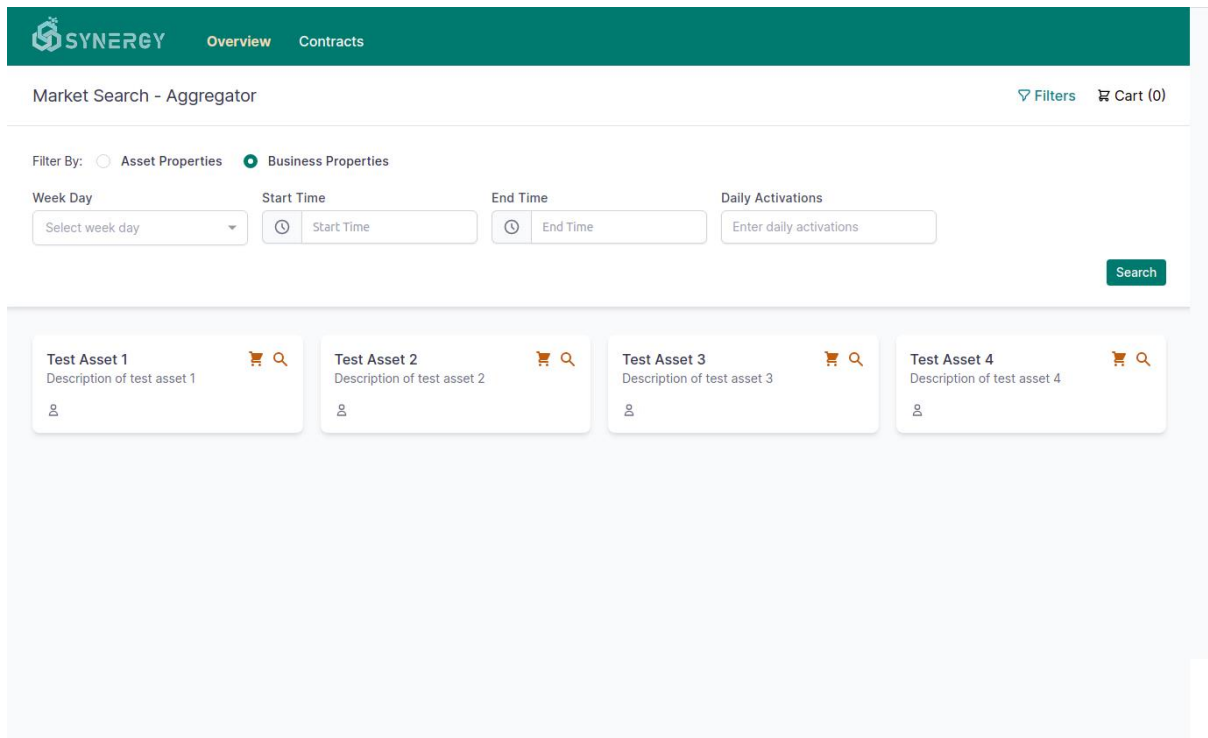 SYNERGY Overview Contracts
Market Search - Aggregator Filters Cart (0)
Filter By: Asset Properties Business Properties
Week Day Start Time End Time Daily Activations
Select week day Start Time End Time Enter daily activations
Search
Test Asset 1 Test Asset 2 Test Asset 3 Test Asset 4
Description of test asset 1 Description of test asset 2 Description of test asset 3 Description of test asset 4